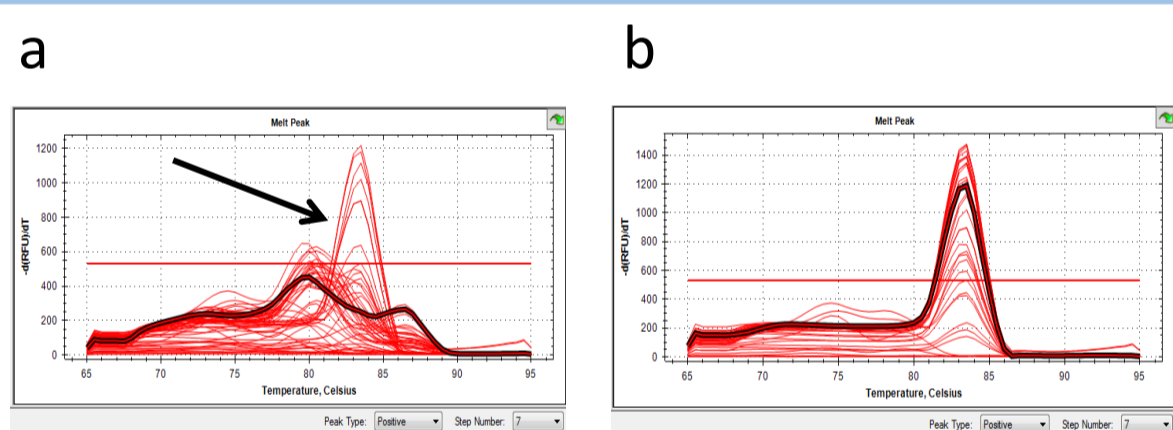 a
b
Melt Peak
-d(RFU)/dT
1200
1000
800
600
400
200
0
65 70 75 80 85 90 95
Temperature, Celsius
Peak Type: Positive Step Number: 7
Melt Peak
-d(RFU)/dT
1400
1200
1000
800
600
400
200
0
65 70 75 80 85 90 95
Temperature, Celsius
Peak Type: Positive Step Number: 7